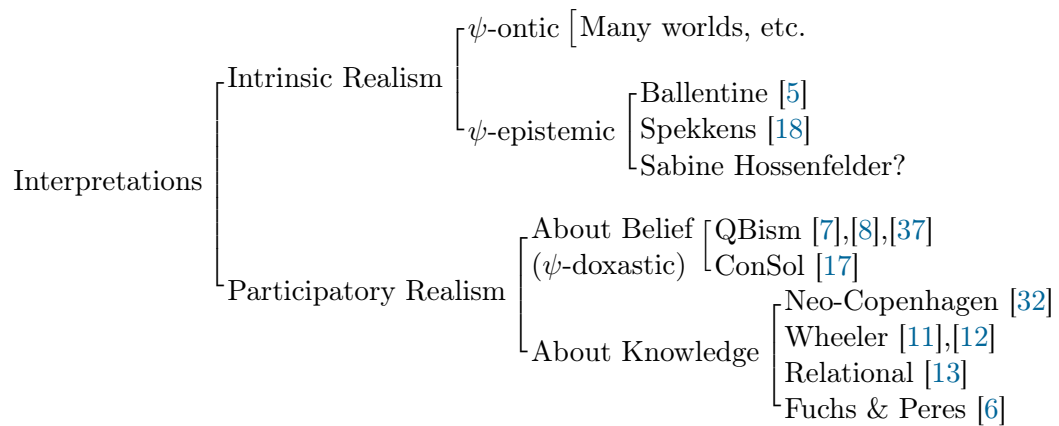 Interpretations
Intrinsic Realism
ψ-ontic
Many worlds, etc.
ψ-epistemic
Ballentine [5]
Spekkens [18]
Sabine Hossenfelder?
Participatory Realism
About Belief
(ψ-doxastic)
QBism [7],[8],[37]
ConSol [17]
About Knowledge
Neo-Copenhagen [32]
Wheeler [11],[12]
Relational [13]
Fuchs & Peres [6]